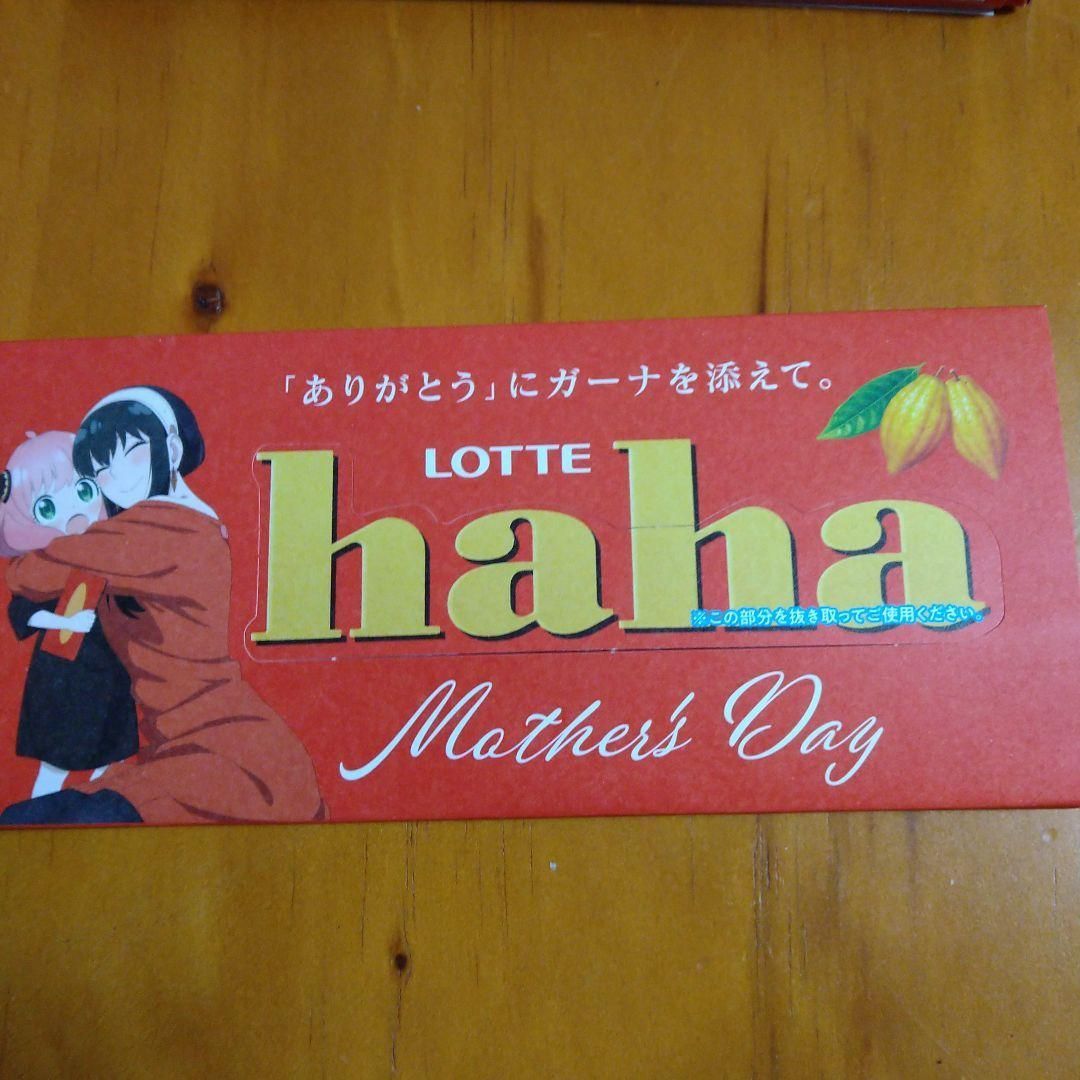 「ありがとう」にガーナを添えて。
LOTTE
haha
※この部分を抜き取ってご使用ください。
Mother's Day